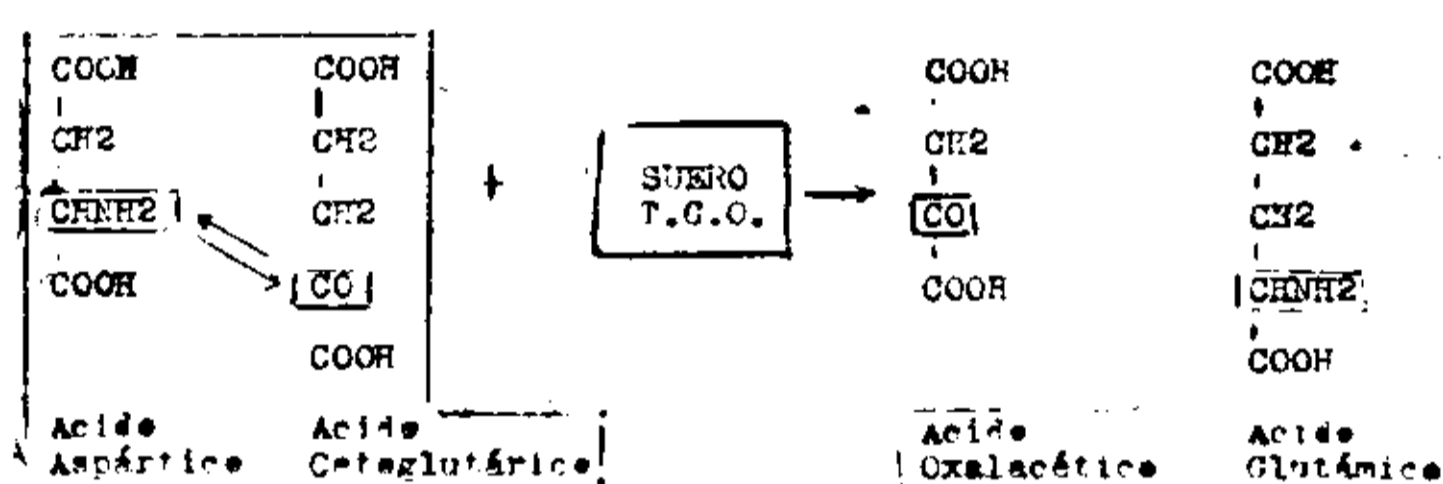 COOH COOH COOH COOH
CH2 CH2 CH2 CH2
SUERO
CHNH2 CH2 T.G.O. CO CH2
COOH CO COOH CHNH2
COOH COOH
Acido Acido Acido Acido
Aspártico Cetoglutárico Oxalacético Glutámico